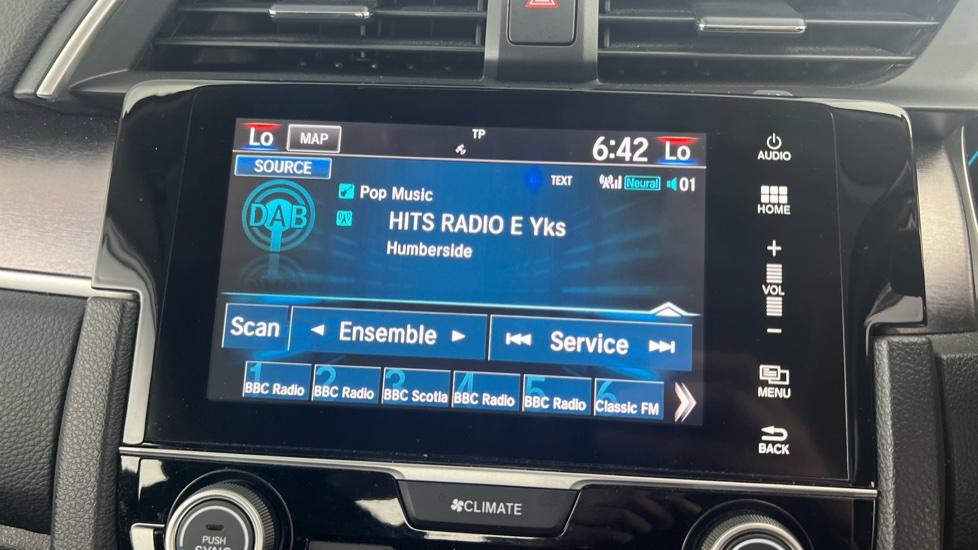 Lo MAP TP 6:42 Lo
AUDIO
SOURCE
TEXT Neural 01
DAB
Pop Music
HITS RADIO E Yks
Humberside
HOME
+
VOL
-
Scan Ensemble Service
1 BBC Radio 2 BBC Radio 3 BBC Scotla 4 BBC Radio 5 BBC Radio 6 Classic FM
MENU
BACK
CLIMATE
PUSH
SYNC